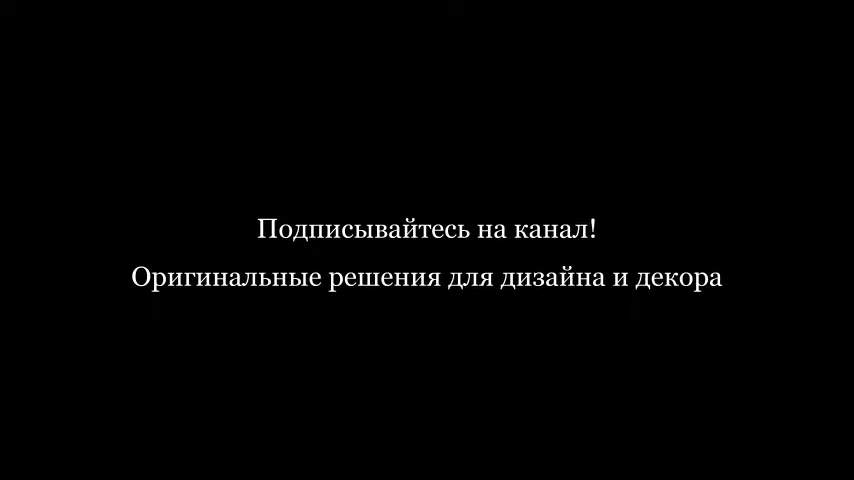 Подписывайтесь на канал!
Оригинальные решения для дизайна и декора